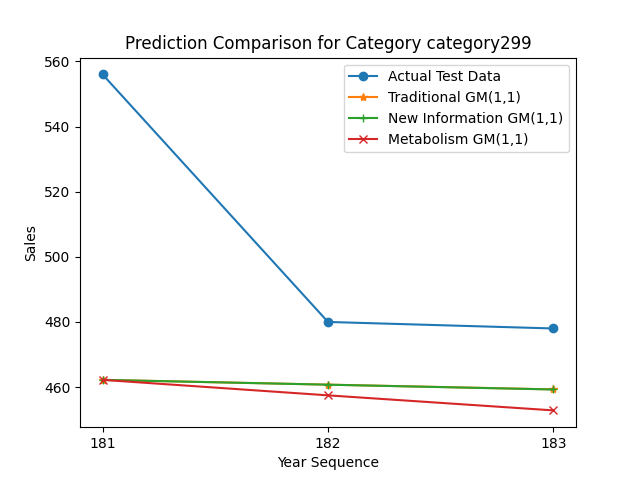 Prediction Comparison for Category category299
Actual Test Data
Traditional GM(1,1)
New Information GM(1,1)
Metabolism GM(1,1)
Sales
560
540
520
500
480
460
181
182
183
Year Sequence